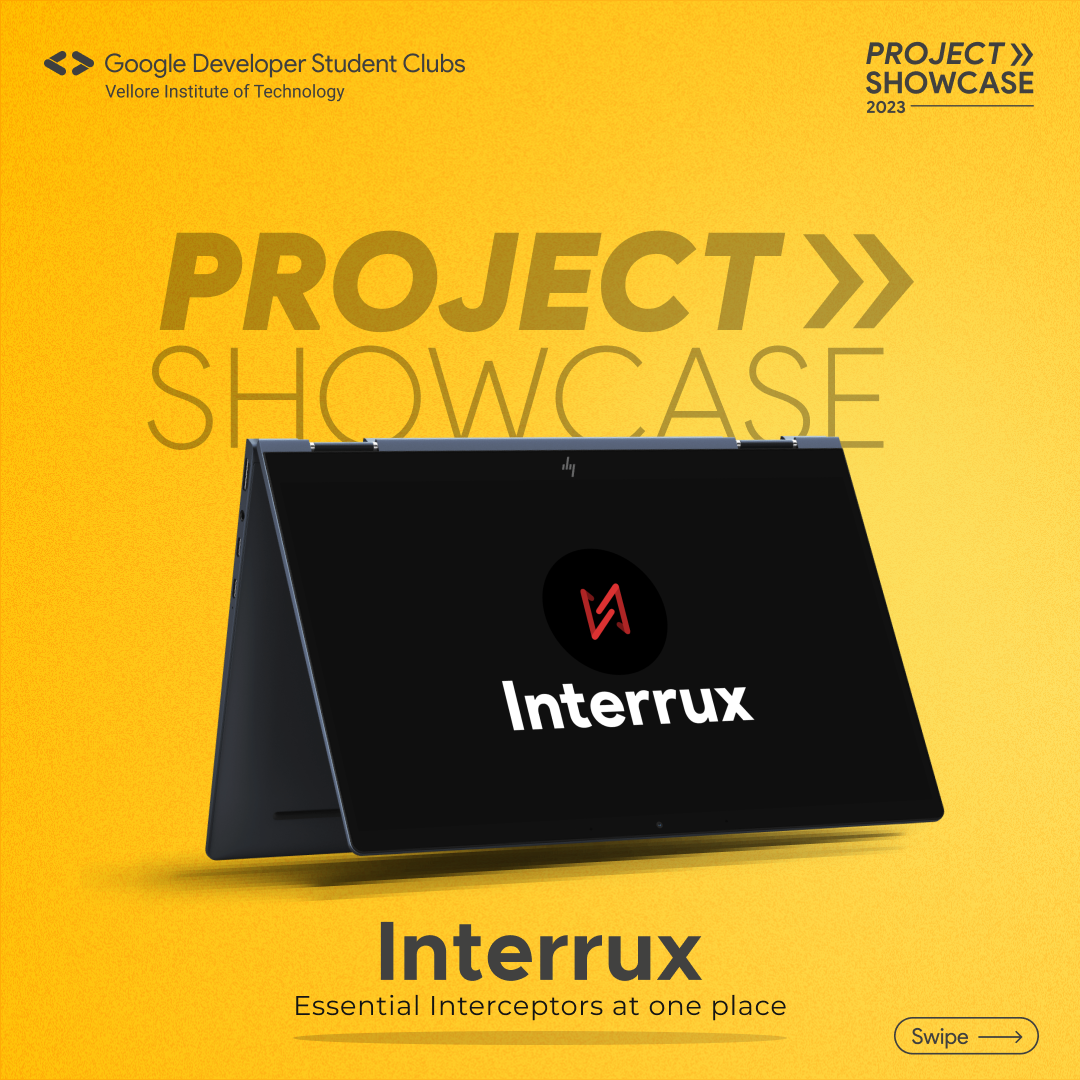 Google Developer Student Clubs
Vellore Institute of Technology
PROJECT
SHOWCASE
2023
PROJECT
SHOWCASE
hp
Interrux
Interrux
Essential Interceptors at one place
Swipe